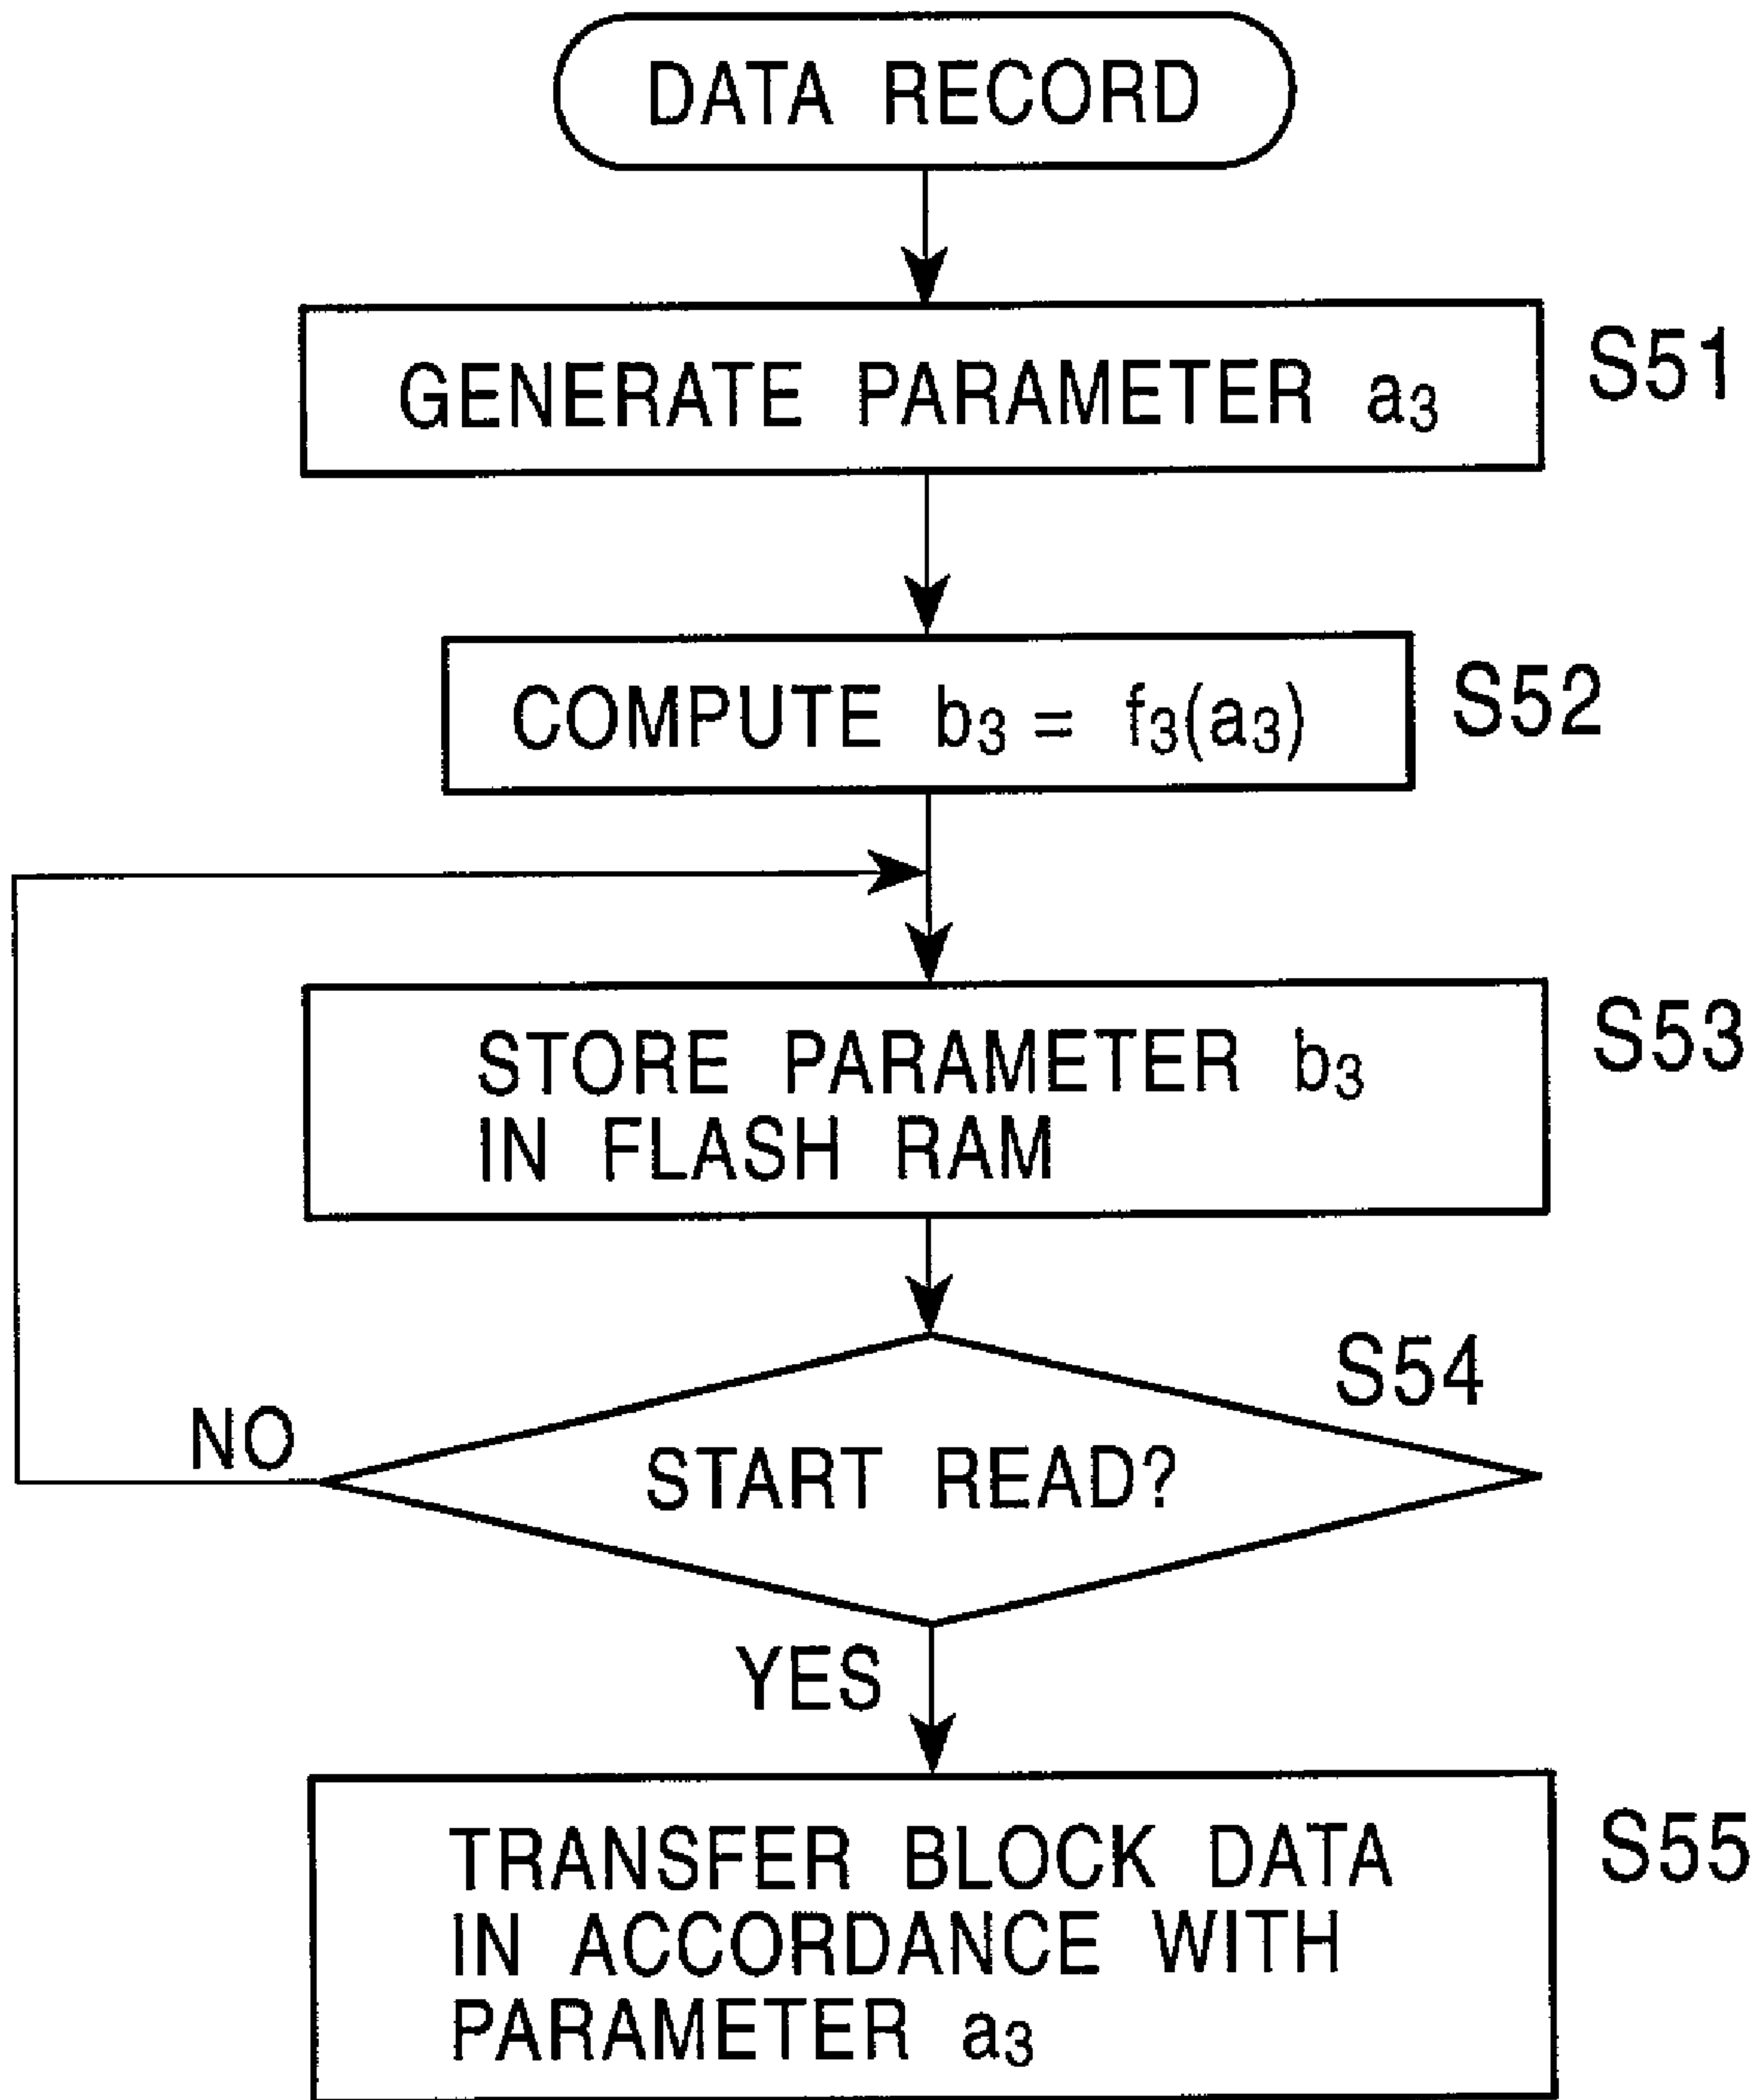 DATA RECORD
GENERATE PARAMETER a₃
S51
COMPUTE b₃ = f₃(a₃)
S52
STORE PARAMETER b₃
IN FLASH RAM
S53
S54
NO
START READ?
YES
TRANSFER BLOCK DATA
IN ACCORDANCE WITH
PARAMETER a₃
S55